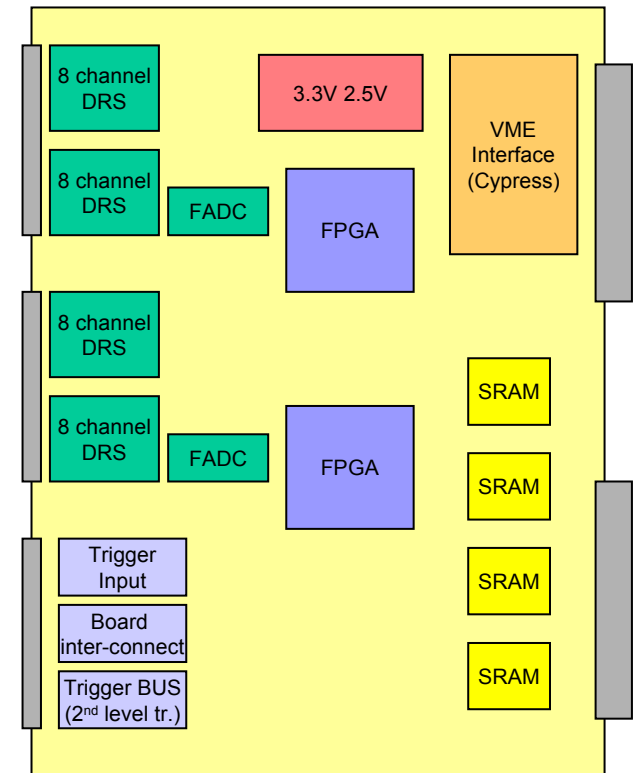 8 channel
DRS
3.3V 2.5V
VME
Interface
(Cypress)
8 channel
DRS
FADC
FPGA
8 channel
DRS
SRAM
8 channel
DRS
FADC
FPGA
SRAM
Trigger
Input
SRAM
Board
inter-connect
SRAM
Trigger BUS
(2nd level tr.)